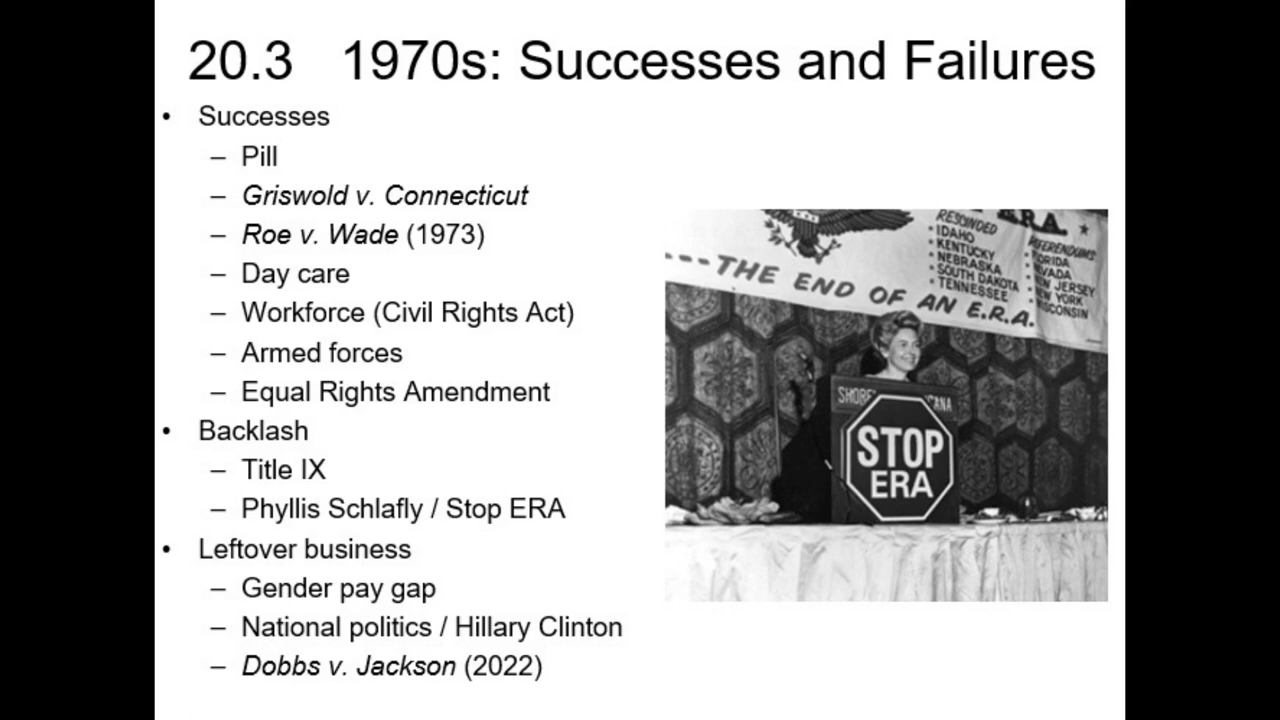 20.3 1970s: Successes and Failures
• Successes
– Pill
– Griswold v. Connecticut
– Roe v. Wade (1973)
– Day care
– Workforce (Civil Rights Act)
– Armed forces
– Equal Rights Amendment
• Backlash
– Title IX
– Phyllis Schlafly / Stop ERA
• Leftover business
– Gender pay gap
– National politics / Hillary Clinton
– Dobbs v. Jackson (2022)
E.R.A.
RESCINDED
• IDAHO
• KENTUCKY
• NEBRASKA
• SOUTH DAKOTA
• TENNESSEE
REFERENDUMS
NEW JERSEY
NEW YORK
---THE END OF AN E.R.A.
STOP
ERA